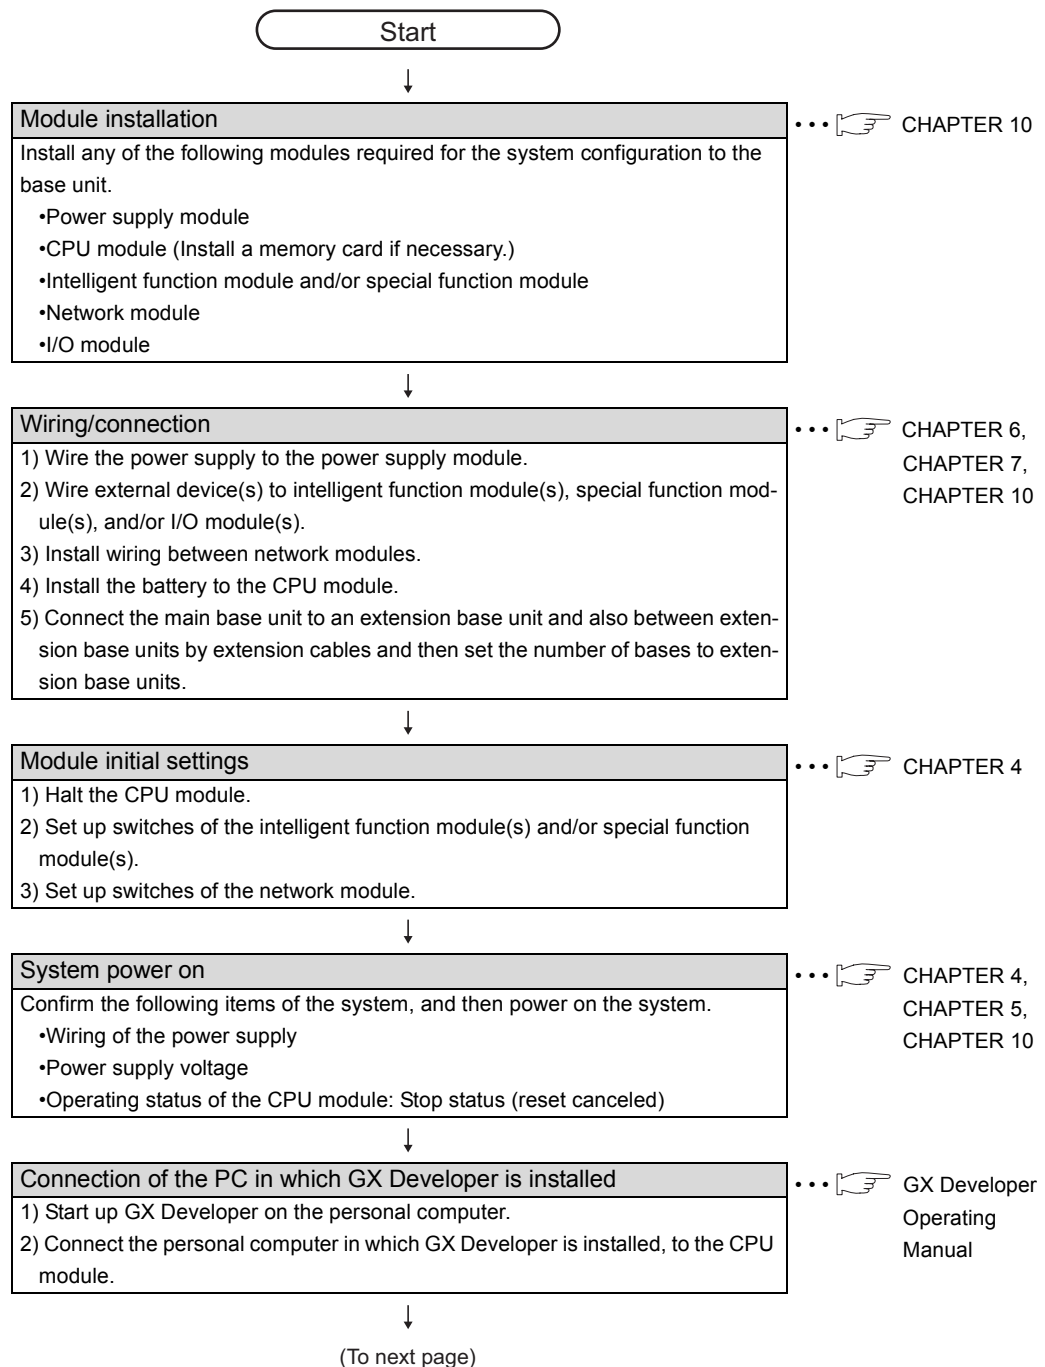 Start
Module installation
CHAPTER 10
Install any of the following modules required for the system configuration to the
base unit.
•Power supply module
•CPU module (Install a memory card if necessary.)
•Intelligent function module and/or special function module
•Network module
•I/O module
Wiring/connection
CHAPTER 6,
CHAPTER 7,
CHAPTER 10
1) Wire the power supply to the power supply module.
2) Wire external device(s) to intelligent function module(s), special function mod-
ule(s), and/or I/O module(s).
3) Install wiring between network modules.
4) Install the battery to the CPU module.
5) Connect the main base unit to an extension base unit and also between exten-
sion base units by extension cables and then set the number of bases to exten-
sion base units.
Module initial settings
CHAPTER 4
1) Halt the CPU module.
2) Set up switches of the intelligent function module(s) and/or special function
module(s).
3) Set up switches of the network module.
System power on
CHAPTER 4,
CHAPTER 5,
CHAPTER 10
Confirm the following items of the system, and then power on the system.
•Wiring of the power supply
•Power supply voltage
•Operating status of the CPU module: Stop status (reset canceled)
Connection of the PC in which GX Developer is installed
GX Developer
Operating
Manual
1) Start up GX Developer on the personal computer.
2) Connect the personal computer in which GX Developer is installed, to the CPU
module.
(To next page)